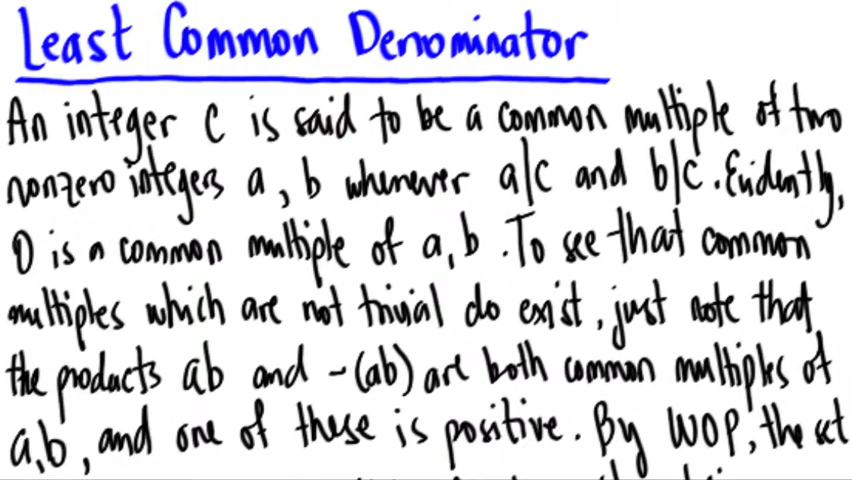 Least Common Denominator
An integer c is said to be a common multiple of two
nonzero integers a, b whenever a|c and b|c. Evidently,
0 is a common multiple of a, b. To see that common
multiples which are not trivial do exist, just note that
the products ab and -(ab) are both common multiples of
a,b, and one of these is positive. By WOP, the set